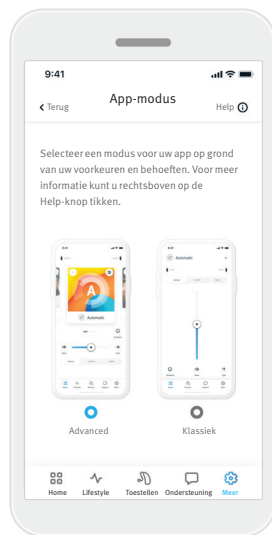 9:41
Terug
App-modus
Help
Selecteer een modus voor uw app op grond
van uw voorkeuren en behoeften. Voor meer
informatie kunt u rechtsboven op de
Help-knop tikken.
A
Automatic
Automatic
Advanced
Klassiek
Home
Lifestyle
Toestellen
Ondersteuning
Meer